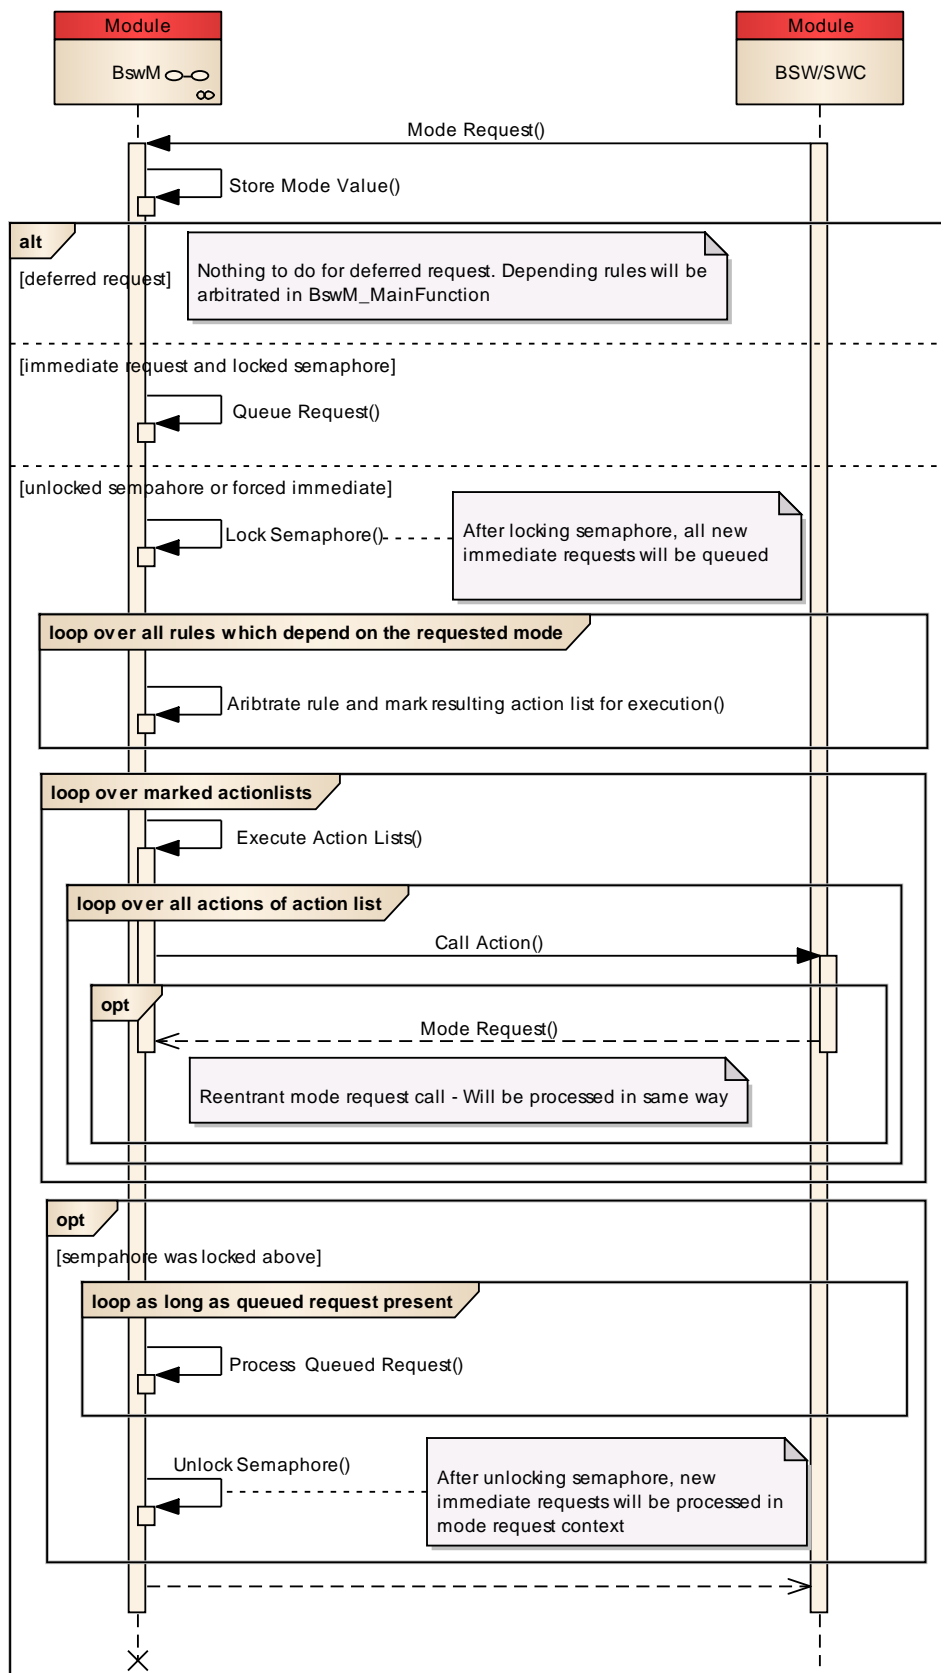 Module
Module
BswM
BSW/SWC
Mode Request()
Store Mode Value()
alt
[deferred request]
Nothing to do for deferred request. Depending rules will be
arbitrated in BswM_MainFunction
[immediate request and locked semaphore]
Queue Request()
[unlocked sempahore or forced immediate]
Lock Semaphore()
After locking semaphore, all new
immediate requests will be queued
loop over all rules which depend on the requested mode
Aribtrate rule and mark resulting action list for execution()
loop over marked actionlists
Execute Action Lists()
loop over all actions of action list
Call Action()
opt
Mode Request()
Reentrant mode request call - Will be processed in same way
opt
[sempahore was locked above]
loop as long as queued request present
Process Queued Request()
Unlock Semaphore()
After unlocking semaphore, new
immediate requests will be processed in
mode request context